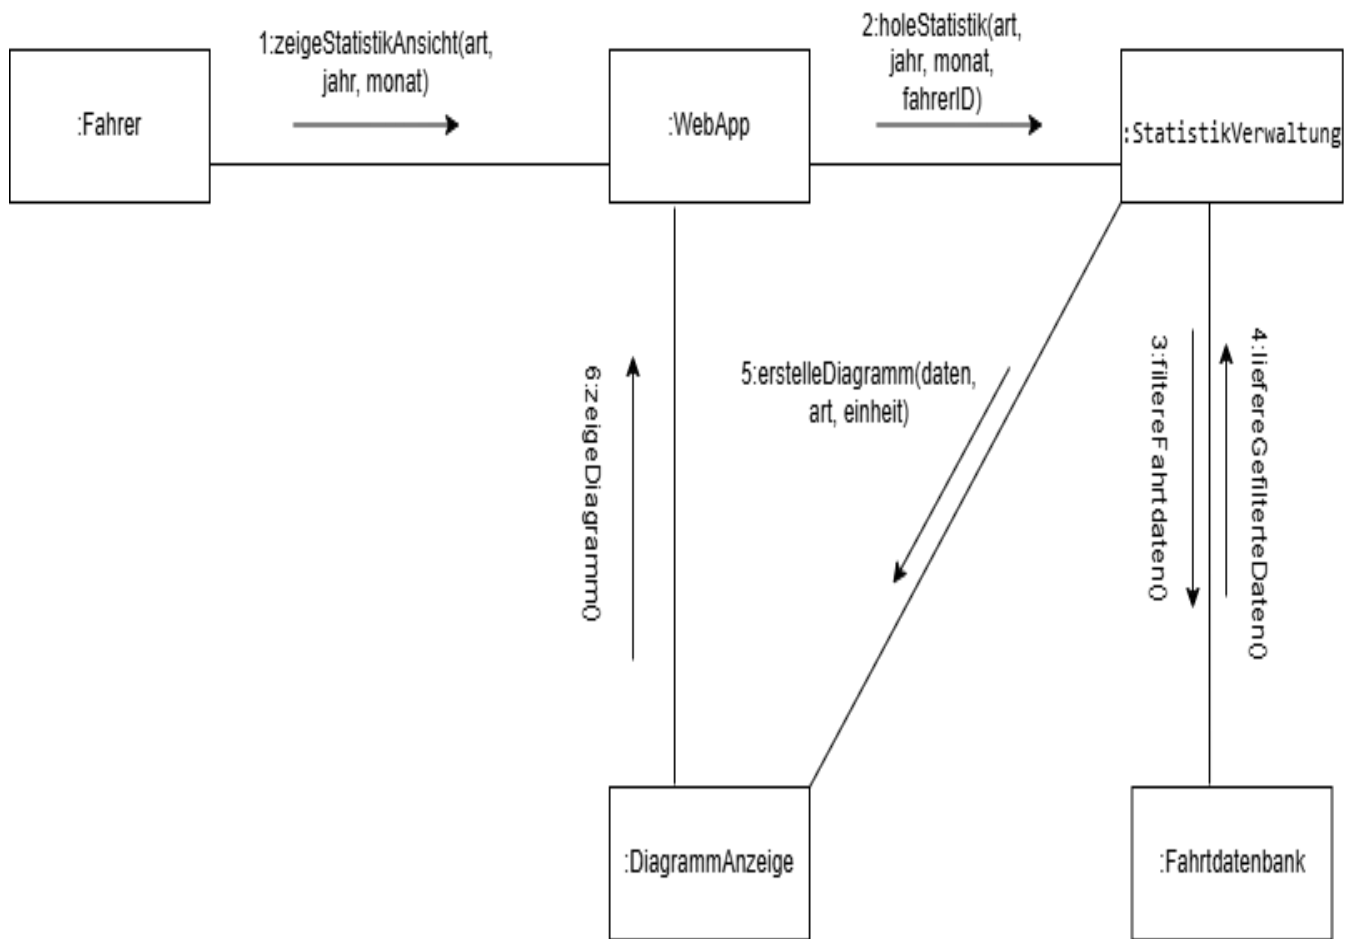 1:zeigeStatistikAnsicht(art,
jahr, monat)
2:holeStatistik(art,
jahr, monat,
fahrerID)
:Fahrer
:WebApp
:StatistikVerwaltung
6:zeigeDiagramm()
5:erstelleDiagramm(daten,
art, einheit)
3:filtereFahrtdaten()
4:liefereGefilterteDaten()
:DiagrammAnzeige
:Fahrtdatenbank